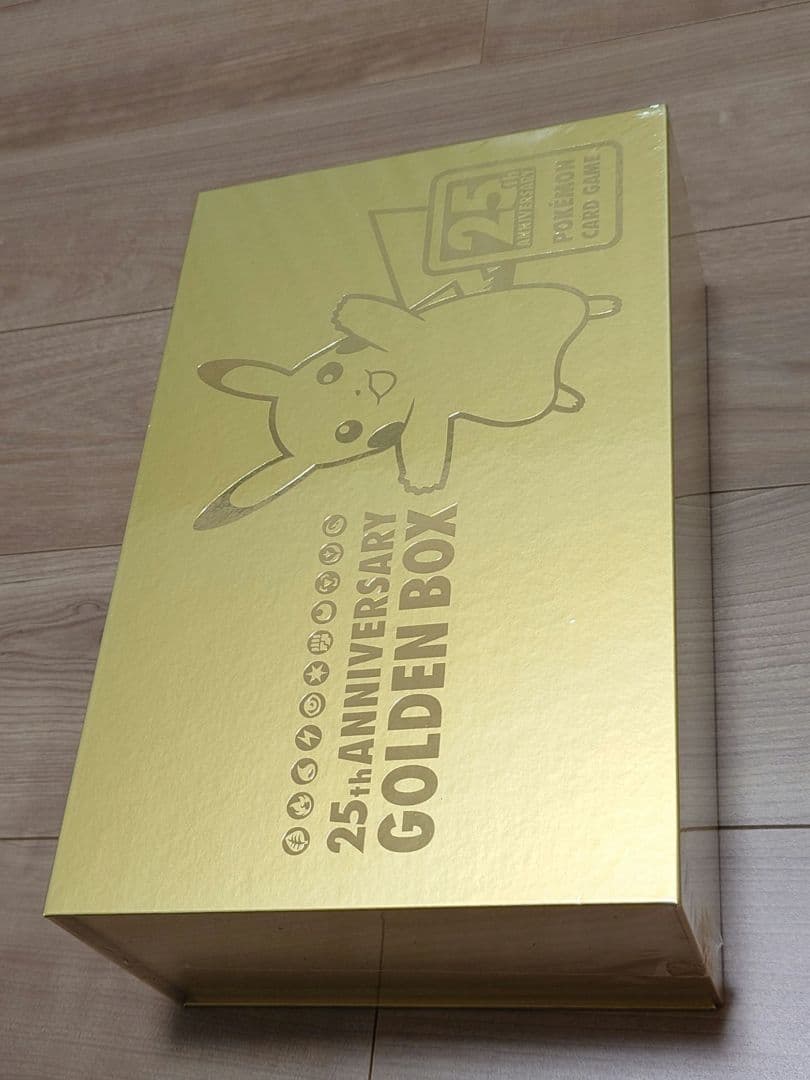 25th ANNIVERSARY
GOLDEN BOX
25th
ANNIVERSARY
POKÉMON
CARD GAME